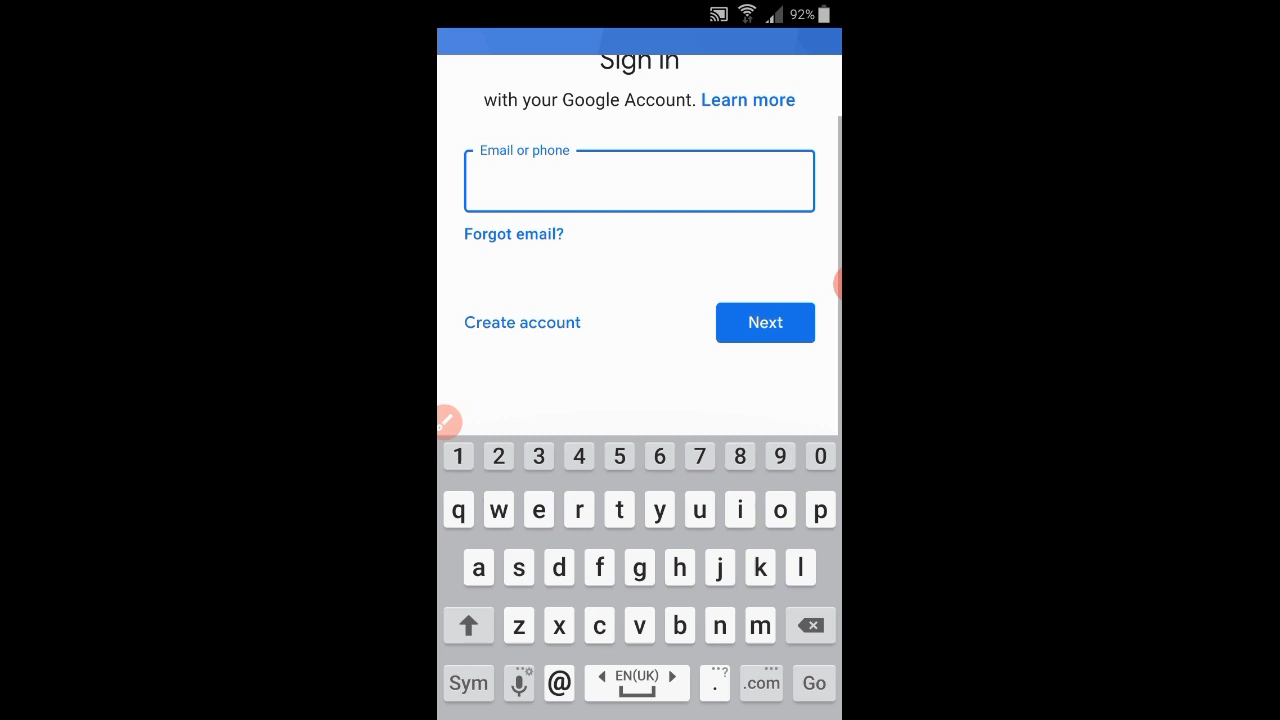 92%
Sign in
with your Google Account. Learn more
Email or phone
Forgot email?
Create account
Next
1 2 3 4 5 6 7 8 9 0
q w e r t y u i o p
a s d f g h j k l
z x c v b n m
Sym @ EN(UK) . ? .com Go